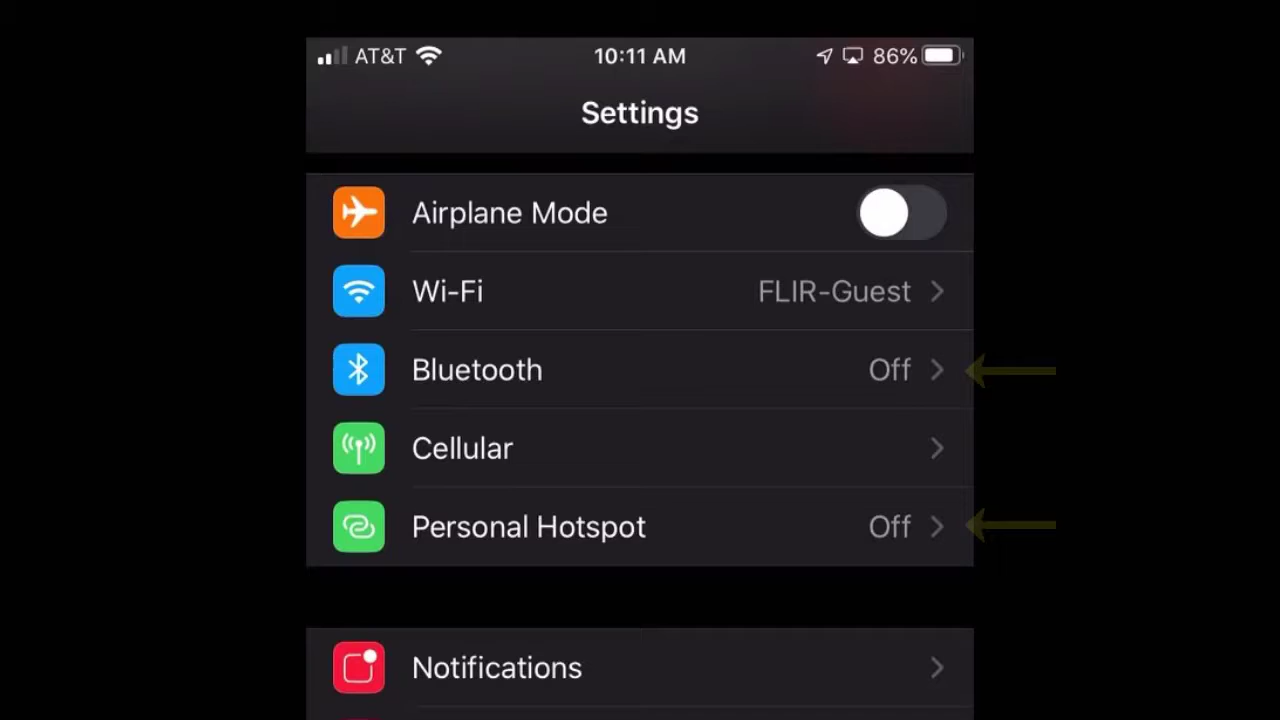 AT&T 10:11 AM 86%
Settings
Airplane Mode
Wi-Fi FLIR-Guest
Bluetooth Off
Cellular
Personal Hotspot Off
Notifications